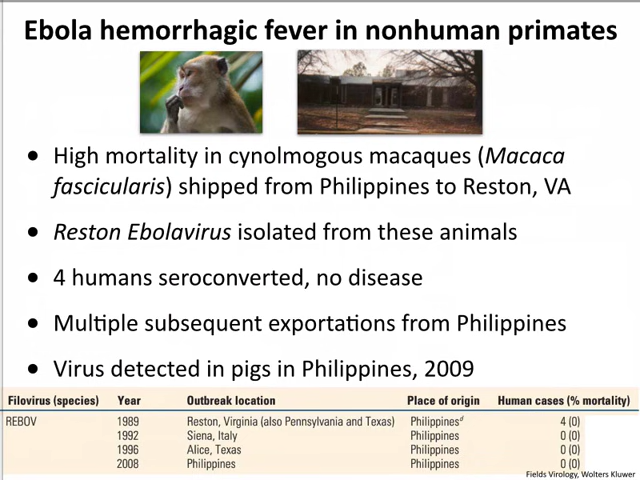 Ebola hemorrhagic fever in nonhuman primates
● High mortality in cynolmogous macaques (Macaca
fascicularis) shipped from Philippines to Reston, VA
● Reston Ebolavirus isolated from these animals
● 4 humans seroconverted, no disease
● Multiple subsequent exportations from Philippines
● Virus detected in pigs in Philippines, 2009
Filovirus (species) Year Outbreak location Place of origin Human cases (% mortality)
REBOV 1989 Reston, Virginia (also Pennsylvania and Texas) Philippinesᵈ 4 (0)
1992 Siena, Italy Philippines 0 (0)
1996 Alice, Texas Philippines 0 (0)
2008 Philippines Philippines 0 (0)
Fields Virology, Wolters Kluwer